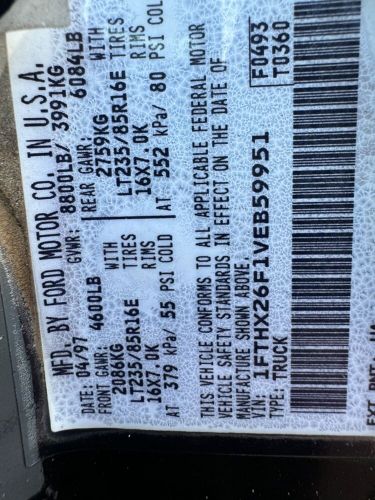 MFD. BY FORD MOTOR CO. IN U.S.A.
DATE: 04/97 GVWR: 8800LB/ 3991KG
FRONT GAWR: 4600LB REAR GAWR: 6084LB
2086KG WITH 2759KG WITH
LT235/85R16E TIRES LT235/85R16E TIRES
16X7.0K RIMS 16X7.0K RIMS
AT 379 kPa/ 55 PSI COLD AT 552 kPa/ 80 PSI COLD
THIS VEHICLE CONFORMS TO ALL APPLICABLE FEDERAL MOTOR
VEHICLE SAFETY STANDARDS IN EFFECT ON THE DATE OF
MANUFACTURE SHOWN ABOVE.
F0493
T0360
VIN: 1FTHX26F1VEB59951
TYPE: TRUCK
EXT PNT: